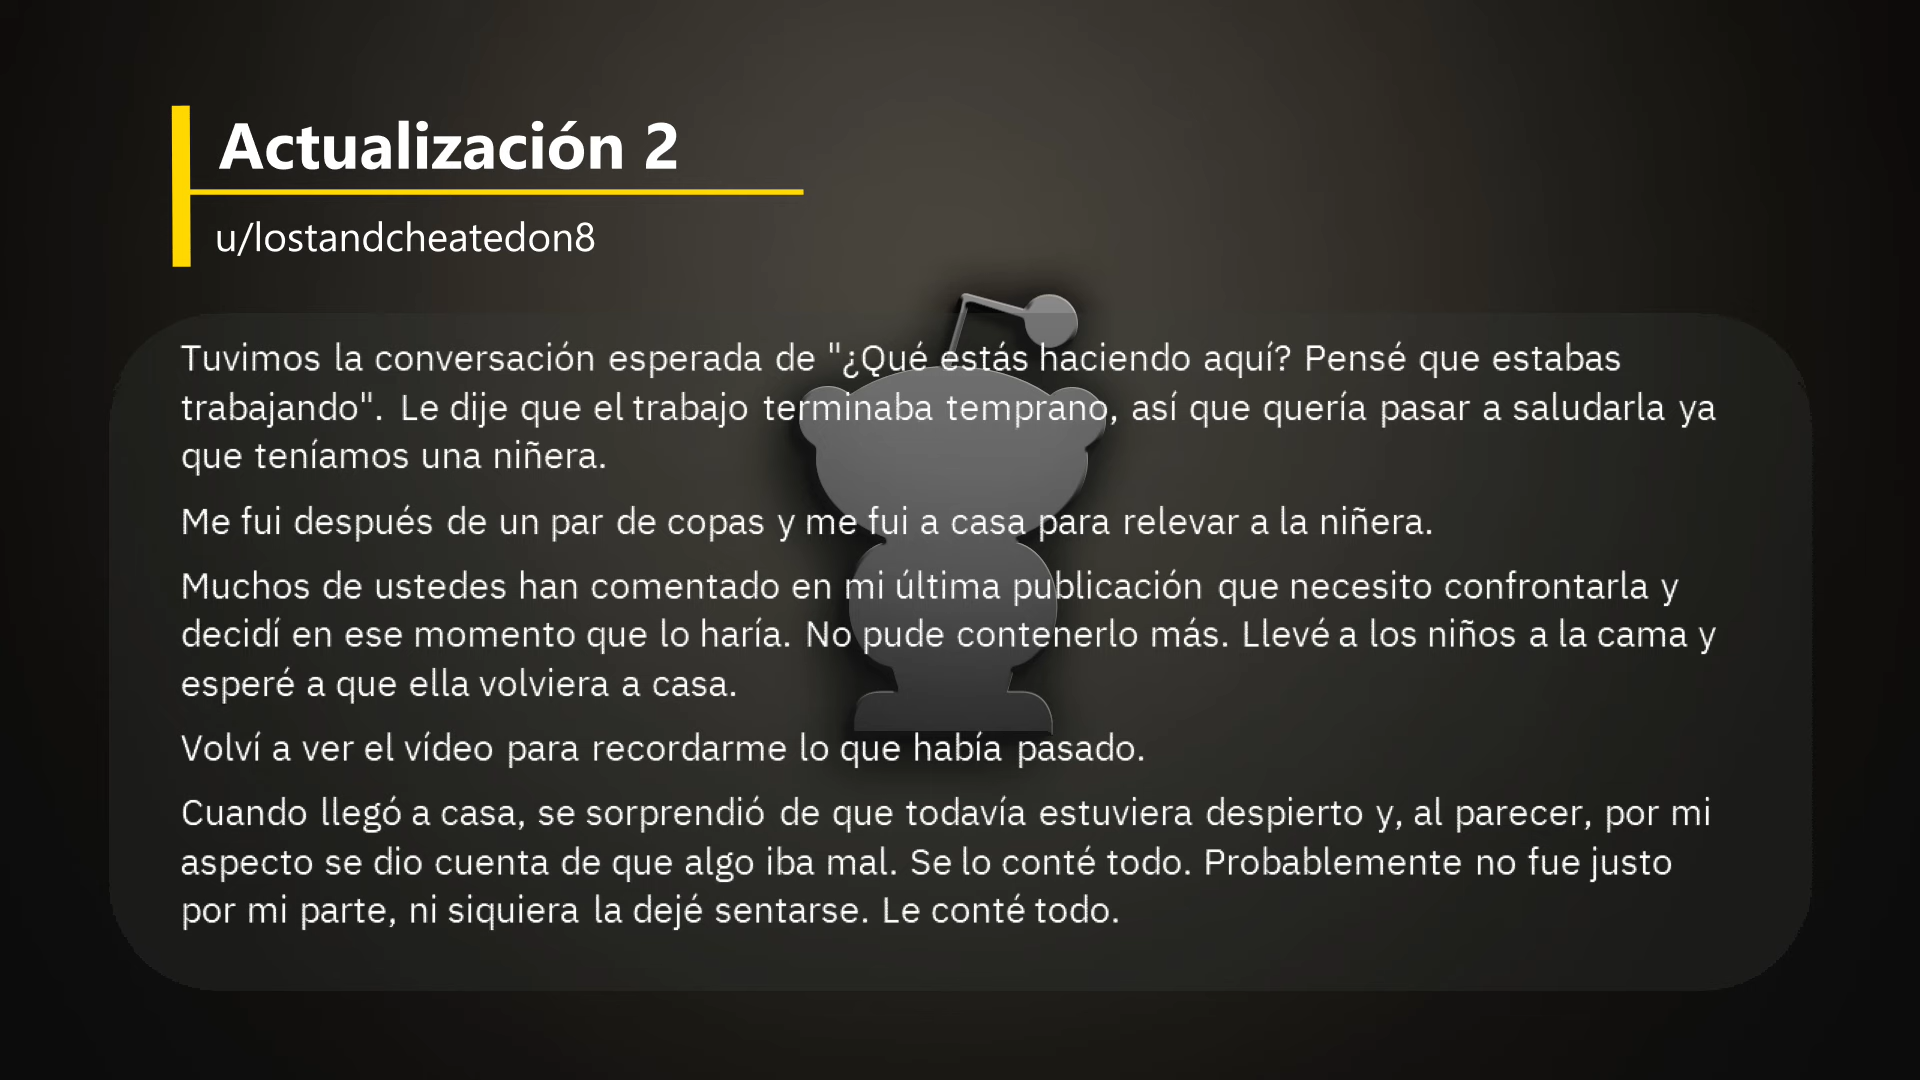 Actualización 2
u/lostandcheatedon8
Tuvimos la conversación esperada de "¿Qué estás haciendo aquí? Pensé que estabas
trabajando". Le dije que el trabajo terminaba temprano, así que quería pasar a saludarla ya
que teníamos una niñera.
Me fui después de un par de copas y me fui a casa para relevar a la niñera.
Muchos de ustedes han comentado en mi última publicación que necesito confrontarla y
decidí en ese momento que lo haría. No pude contenerlo más. Llevé a los niños a la cama y
esperé a que ella volviera a casa.
Volví a ver el vídeo para recordarme lo que había pasado.
Cuando llegó a casa, se sorprendió de que todavía estuviera despierto y, al parecer, por mi
aspecto se dio cuenta de que algo iba mal. Se lo conté todo. Probablemente no fue justo
por mi parte, ni siquiera la dejé sentarse. Le conté todo.